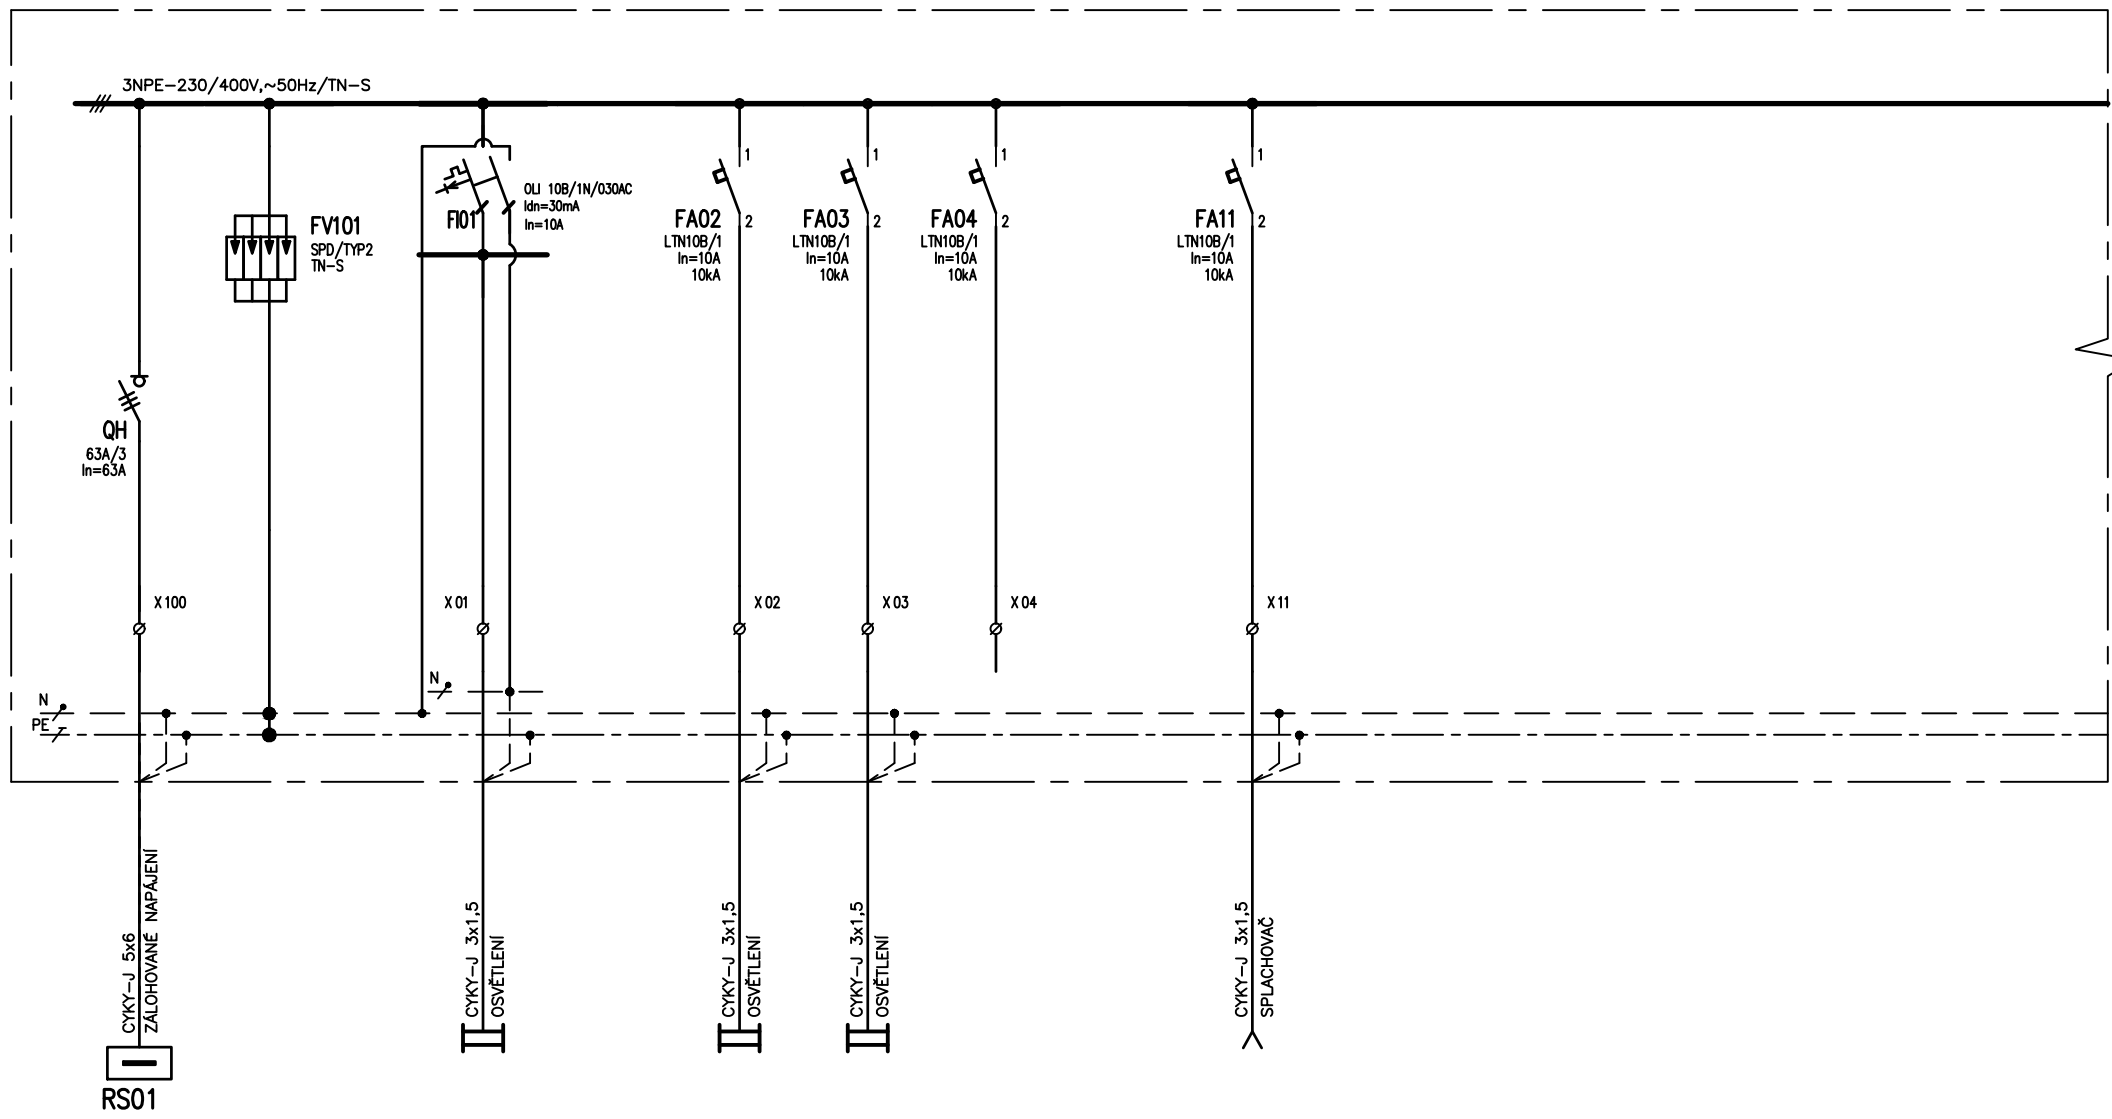 3NPE-230/400V,~50Hz/TN-S
FV101
SPD/TYP2
TN-S
FI01
OLI 10B/1N/030AC
Idn=30mA
In=10A
1
FA02
2
LTN10B/1
In=10A
10kA
1
FA03
2
LTN10B/1
In=10A
10kA
1
FA04
2
LTN10B/1
In=10A
10kA
1
FA11
2
LTN10B/1
In=10A
10kA
QH
63A/3
In=63A
X100
X01
X02
X03
X04
X11
N
N
PE
CYKY-J 5x6
ZÁLOHOVANÉ NAPÁJENÍ
CYKY-J 3x1,5
OSVĚTLENÍ
CYKY-J 3x1,5
OSVĚTLENÍ
CYKY-J 3x1,5
OSVĚTLENÍ
CYKY-J 3x1,5
SPLACHOVAČ
RS01